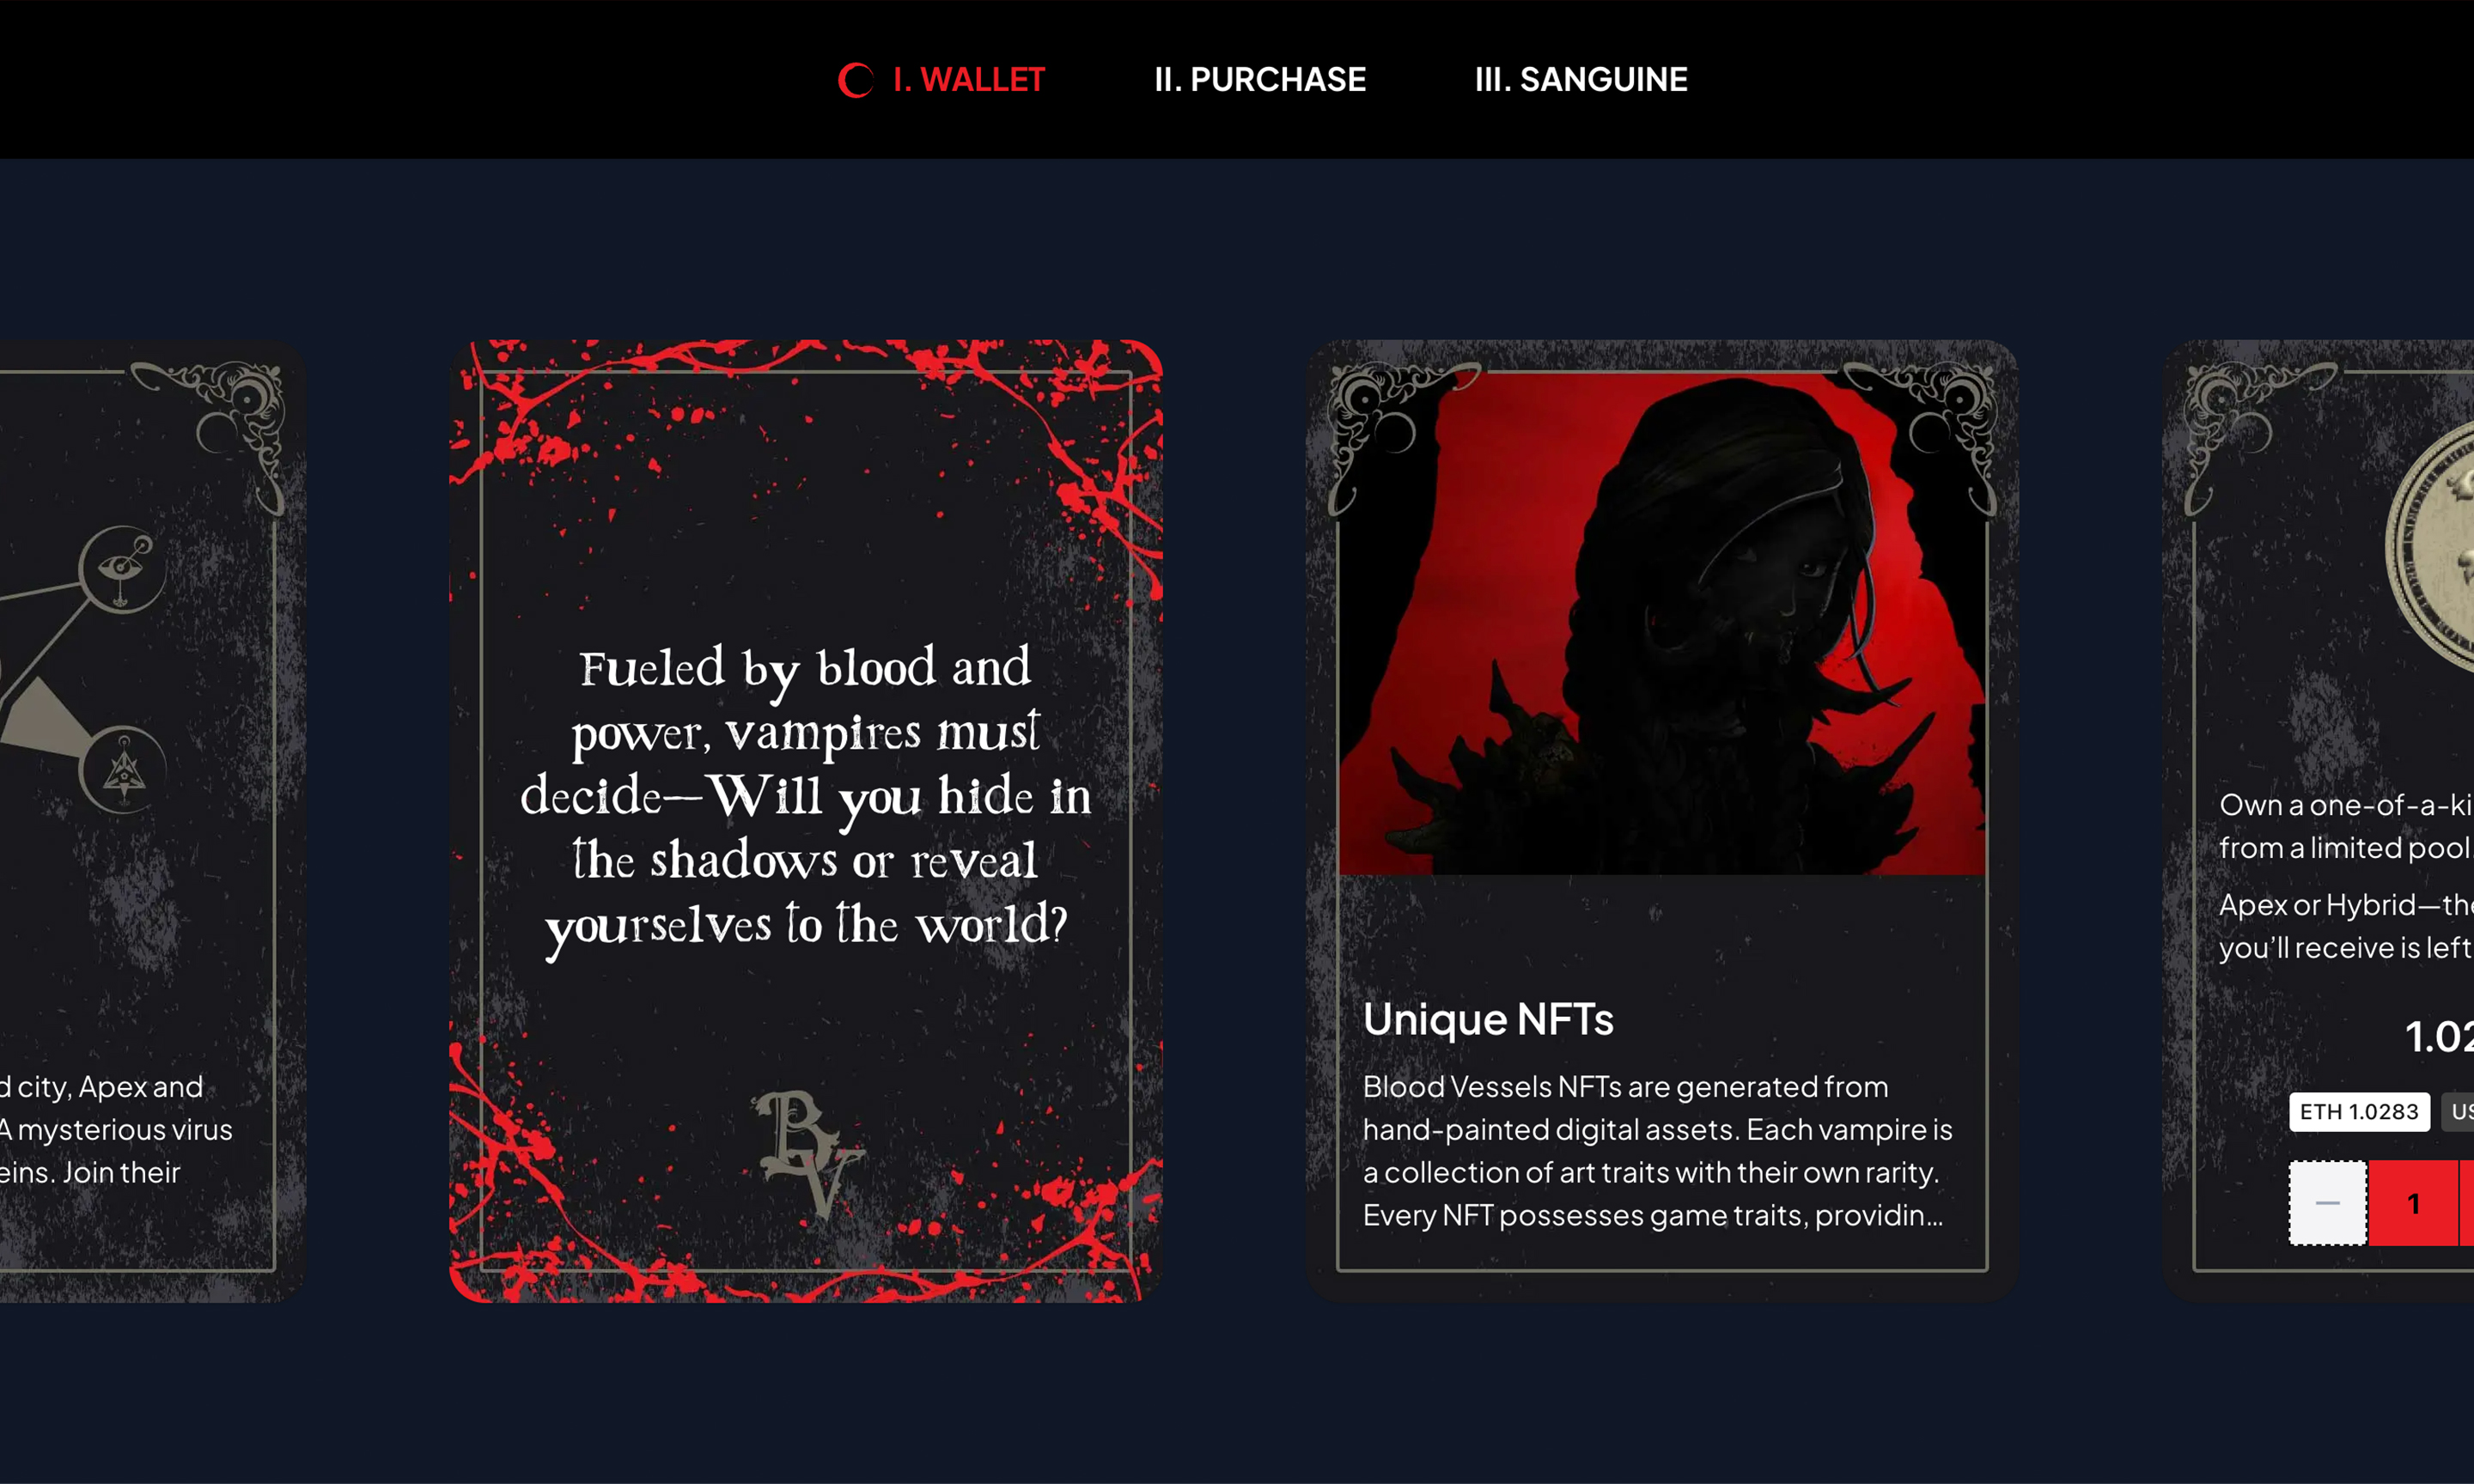 I. WALLET
II. PURCHASE
III. SANGUINE
d city, Apex and
A mysterious virus
eins. Join their
Fueled by blood and
power, vampires must
decide—Will you hide in
the shadows or reveal
yourselves to the world?
BV
Unique NFTs
Blood Vessels NFTs are generated from
hand-painted digital assets. Each vampire is
a collection of art traits with their own rarity.
Every NFT possesses game traits, providin...
Own a one-of-a-ki
from a limited pool.
Apex or Hybrid—the
you'll receive is left
1.02
ETH 1.0283
US
1